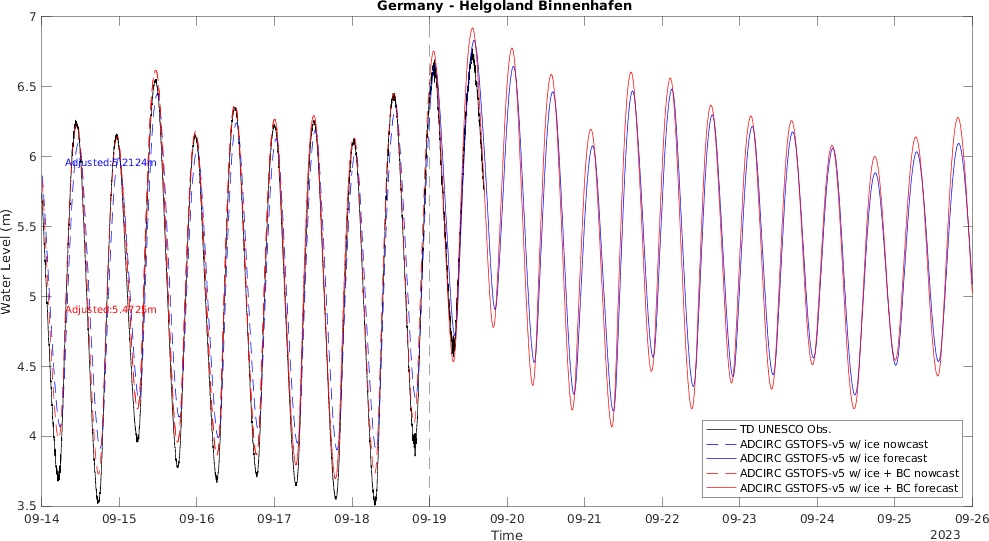 Germany - Helgoland Binnenhafen
Water Level (m)
7
6.5
6
5.5
5
4.5
4
3.5
Adjusted:5.2124m
Adjusted:5.4725m
TD UNESCO Obs.
ADCIRC GSTOFS-v5 w/ ice nowcast
ADCIRC GSTOFS-v5 w/ ice forecast
ADCIRC GSTOFS-v5 w/ ice + BC nowcast
ADCIRC GSTOFS-v5 w/ ice + BC forecast
09-14 09-15 09-16 09-17 09-18 09-19 09-20 09-21 09-22 09-23 09-24 09-25 09-26
Time
2023